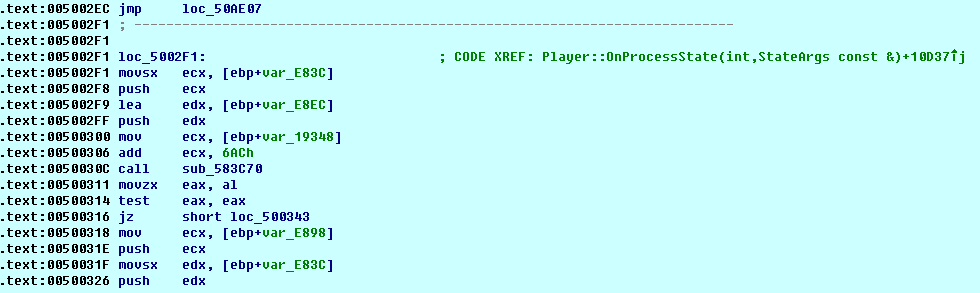 .text:005002EC jmp     loc_50AE07
.text:005002F1 ; ---------------------------------------------------------------------------
.text:005002F1
.text:005002F1 loc_5002F1:                             ; CODE XREF: Player::OnProcessState(int,StateArgs const &)+10D37↑j
.text:005002F1 movsx   ecx, [ebp+var_E83C]
.text:005002F8 push    ecx
.text:005002F9 lea     edx, [ebp+var_E8EC]
.text:005002FF push    edx
.text:00500300 mov     ecx, [ebp+var_19348]
.text:00500306 add     ecx, 6ACh
.text:0050030C call    sub_583C70
.text:00500311 movzx   eax, al
.text:00500314 test    eax, eax
.text:00500316 jz      short loc_500343
.text:00500318 mov     ecx, [ebp+var_E898]
.text:0050031E push    ecx
.text:0050031F movsx   edx, [ebp+var_E83C]
.text:00500326 push    edx